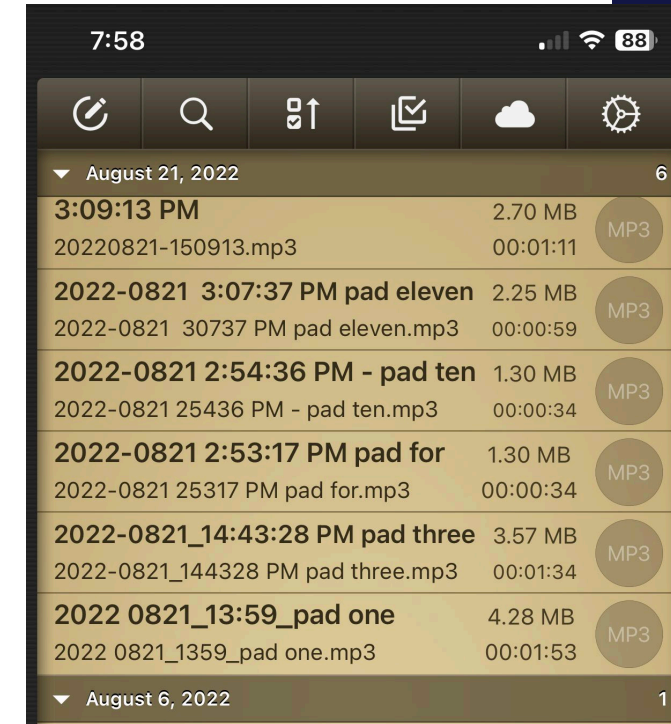 7:58
88
August 21, 2022 6
3:09:13 PM 2.70 MB
20220821-150913.mp3 00:01:11
MP3
2022-0821  3:07:37 PM pad eleven 2.25 MB
2022-0821  30737 PM pad eleven.mp3 00:00:59
MP3
2022-0821 2:54:36 PM - pad ten 1.30 MB
2022-0821 25436 PM - pad ten.mp3 00:00:34
MP3
2022-0821 2:53:17 PM pad for 1.30 MB
2022-0821 25317 PM pad for.mp3 00:00:34
MP3
2022-0821_14:43:28 PM pad three 3.57 MB
2022-0821_144328 PM pad three.mp3 00:01:34
MP3
2022 0821_13:59_pad one 4.28 MB
2022 0821_1359_pad one.mp3 00:01:53
MP3
August 6, 2022 1